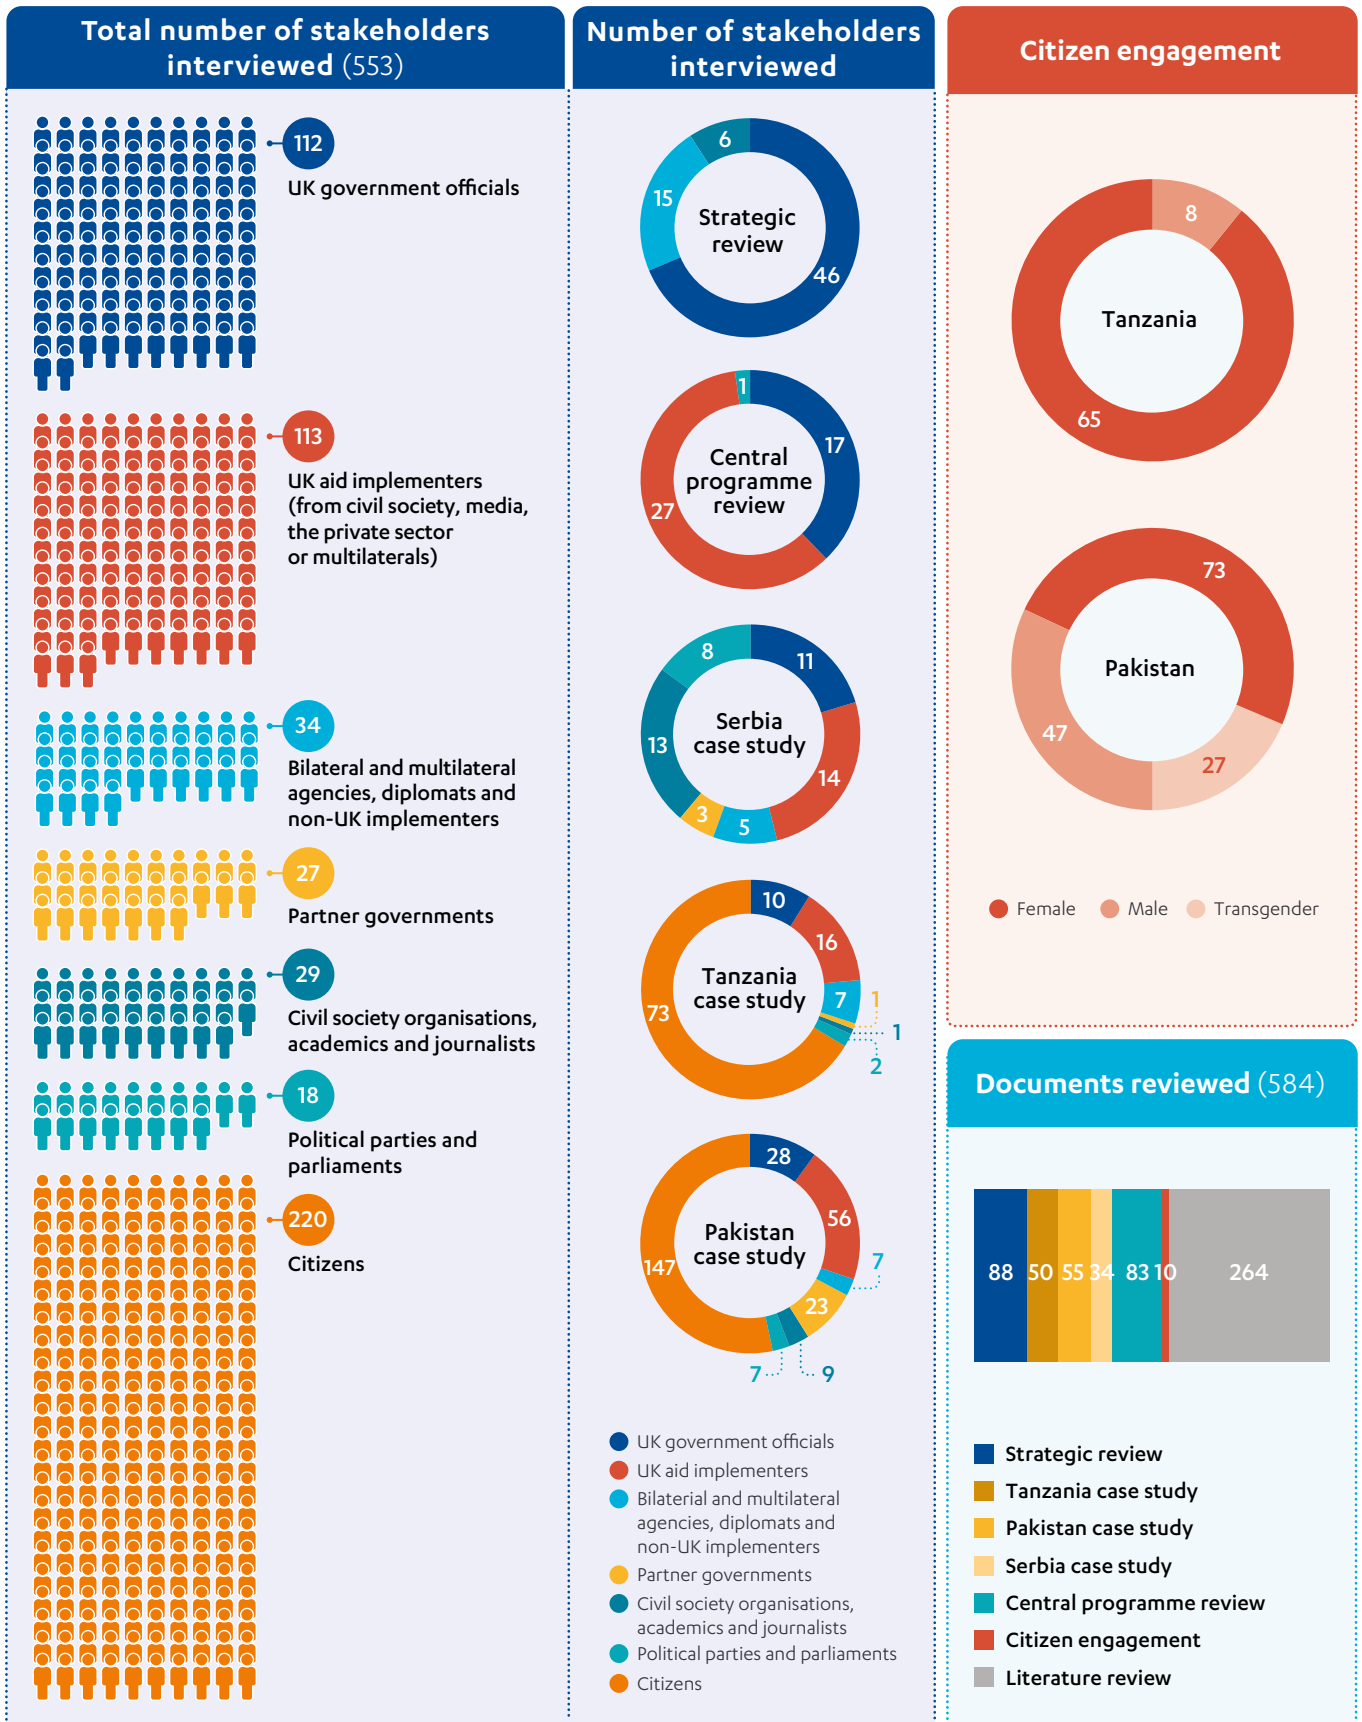 Total number of stakeholders
interviewed (553)
112
UK government officials
113
UK aid implementers
(from civil society, media,
the private sector
or multilaterals)
34
Bilateral and multilateral
agencies, diplomats and
non-UK implementers
27
Partner governments
29
Civil society organisations,
academics and journalists
18
Political parties and
parliaments
220
Citizens
Number of stakeholders
interviewed
6
15
Strategic
review
46
1
17
Central
programme
review
27
8
11
Serbia
case study
13
14
3
5
10
16
Tanzania
case study
7
1
73
1
2
28
56
Pakistan
case study
7
147
23
7
9
UK government officials
UK aid implementers
Bilaterial and multilateral
agencies, diplomats and
non-UK implementers
Partner governments
Civil society organisations,
academics and journalists
Political parties and parliaments
Citizens
Citizen engagement
8
Tanzania
65
73
Pakistan
47
27
Female Male Transgender
Documents reviewed (584)
88 50 55 34 83 10 264
Strategic review
Tanzania case study
Pakistan case study
Serbia case study
Central programme review
Citizen engagement
Literature review